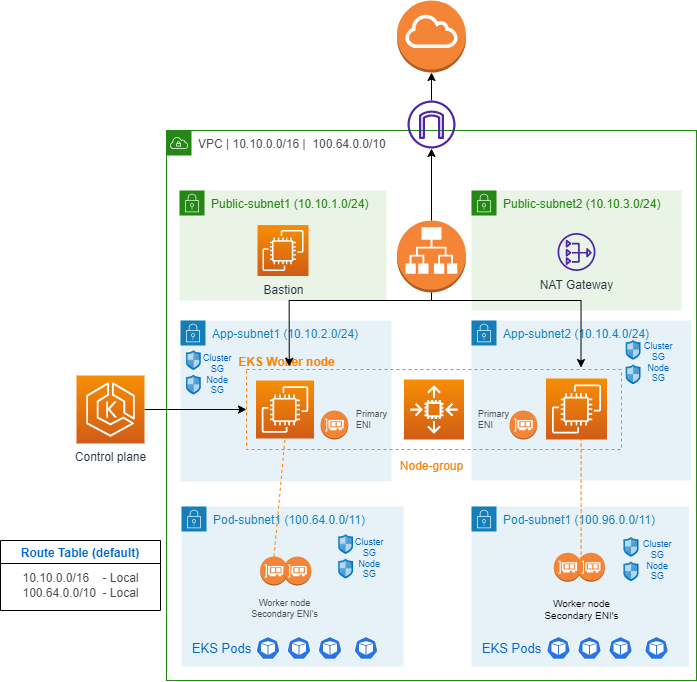 VPC | 10.10.0.0/16 | 100.64.0.0/10
Public-subnet1 (10.10.1.0/24)
Bastion
Public-subnet2 (10.10.3.0/24)
NAT Gateway
App-subnet1 (10.10.2.0/24)
Cluster
SG
Node
SG
EKS Worker node
App-subnet2 (10.10.4.0/24)
Cluster
SG
Node
SG
Primary
ENI
Primary
ENI
Node-group
K
Control plane
Pod-subnet1 (100.64.0.0/11)
Cluster
SG
Node
SG
Worker node
Secondary ENI's
EKS Pods
Pod-subnet1 (100.96.0.0/11)
Cluster
SG
Node
SG
Worker node
Secondary ENI's
EKS Pods
Route Table (default)
10.10.0.0/16 - Local
100.64.0.0/10 - Local